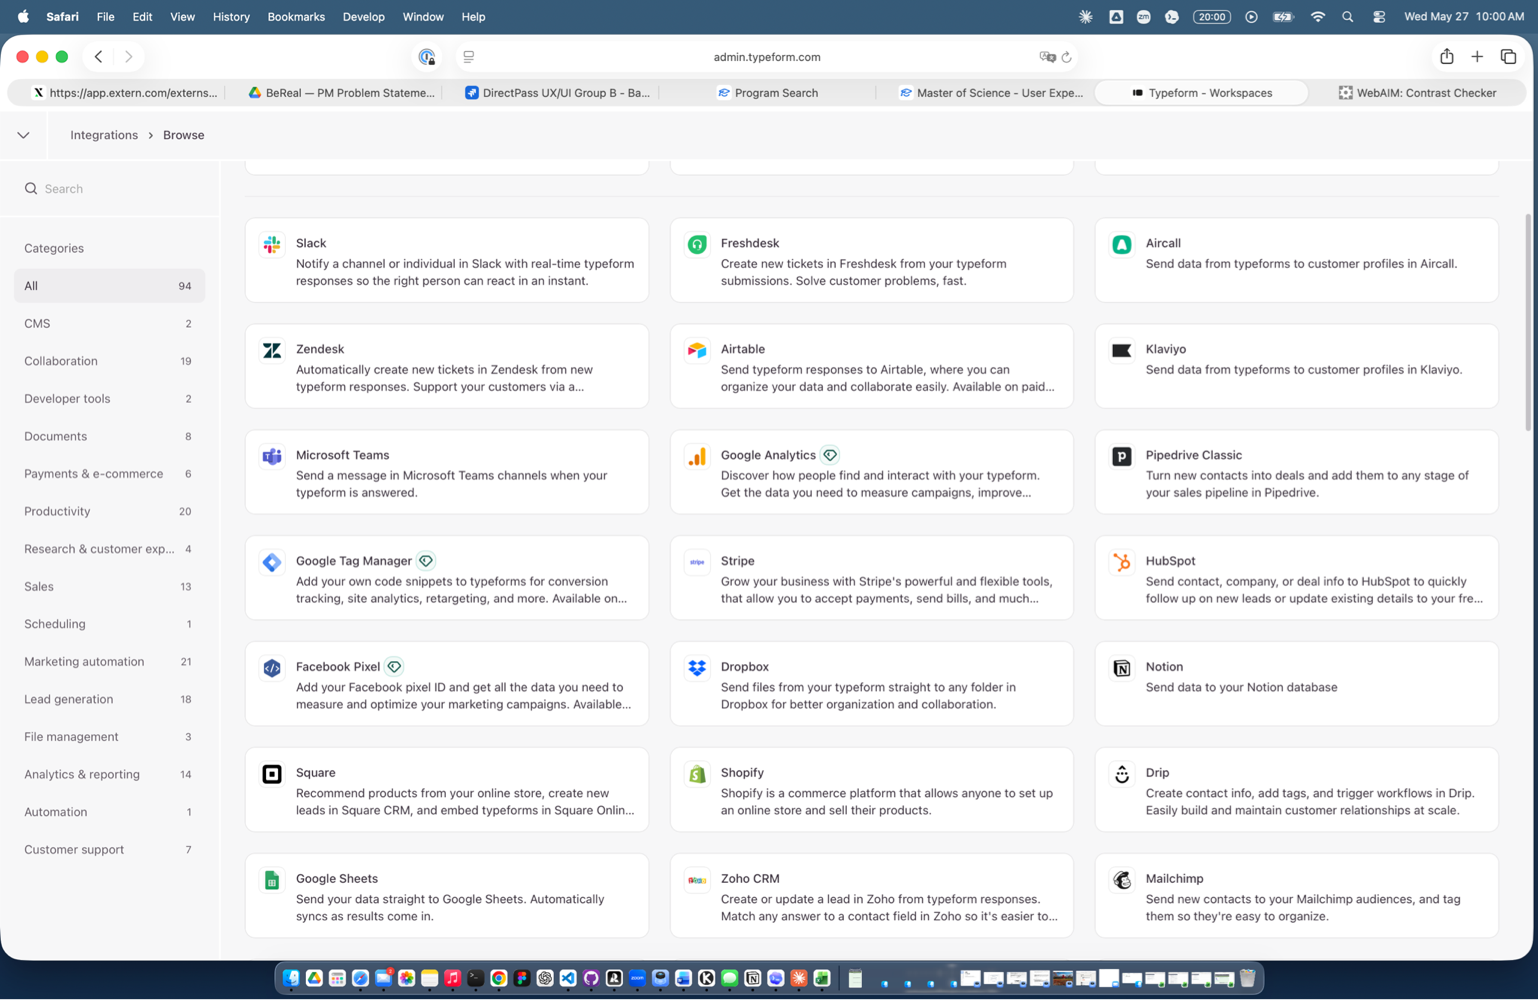 Safari File Edit View History Bookmarks Develop Window Help
zm 20:00 Wed May 27 10:00 AM
admin.typeform.com
https://app.extern.com/externs...
BeReal — PM Problem Stateme...
DirectPass UX/UI Group B - Ba...
Program Search
Master of Science - User Expe...
Typeform - Workspaces
WebAIM: Contrast Checker
Integrations > Browse
Search
Categories
All 94
CMS 2
Collaboration 19
Developer tools 2
Documents 8
Payments & e-commerce 6
Productivity 20
Research & customer exp... 4
Sales 13
Scheduling 1
Marketing automation 21
Lead generation 18
File management 3
Analytics & reporting 14
Automation 1
Customer support 7
Slack
Notify a channel or individual in Slack with real-time typeform
responses so the right person can react in an instant.
Freshdesk
Create new tickets in Freshdesk from your typeform
submissions. Solve customer problems, fast.
Aircall
Send data from typeforms to customer profiles in Aircall.
Zendesk
Automatically create new tickets in Zendesk from new
typeform responses. Support your customers via a...
Airtable
Send typeform responses to Airtable, where you can
organize your data and collaborate easily. Available on paid...
Klaviyo
Send data from typeforms to customer profiles in Klaviyo.
Microsoft Teams
Send a message in Microsoft Teams channels when your
typeform is answered.
Google Analytics
Discover how people find and interact with your typeform.
Get the data you need to measure campaigns, improve...
Pipedrive Classic
Turn new contacts into deals and add them to any stage of
your sales pipeline in Pipedrive.
Google Tag Manager
Add your own code snippets to typeforms for conversion
tracking, site analytics, retargeting, and more. Available on...
stripe
Stripe
Grow your business with Stripe's powerful and flexible tools,
that allow you to accept payments, send bills, and much...
HubSpot
Send contact, company, or deal info to HubSpot to quickly
follow up on new leads or update existing details to your fre...
Facebook Pixel
Add your Facebook pixel ID and get all the data you need to
measure and optimize your marketing campaigns. Available...
Dropbox
Send files from your typeform straight to any folder in
Dropbox for better organization and collaboration.
Notion
Send data to your Notion database
Square
Recommend products from your online store, create new
leads in Square CRM, and embed typeforms in Square Onlin...
Shopify
Shopify is a commerce platform that allows anyone to set up
an online store and sell their products.
Drip
Create contact info, add tags, and trigger workflows in Drip.
Easily build and maintain customer relationships at scale.
Google Sheets
Send your data straight to Google Sheets. Automatically
syncs as results come in.
Zoho CRM
Create or update a lead in Zoho from typeform responses.
Match any answer to a contact field in Zoho so it's easier to...
Mailchimp
Send new contacts to your Mailchimp audiences, and tag
them so they're easy to organize.
zoom